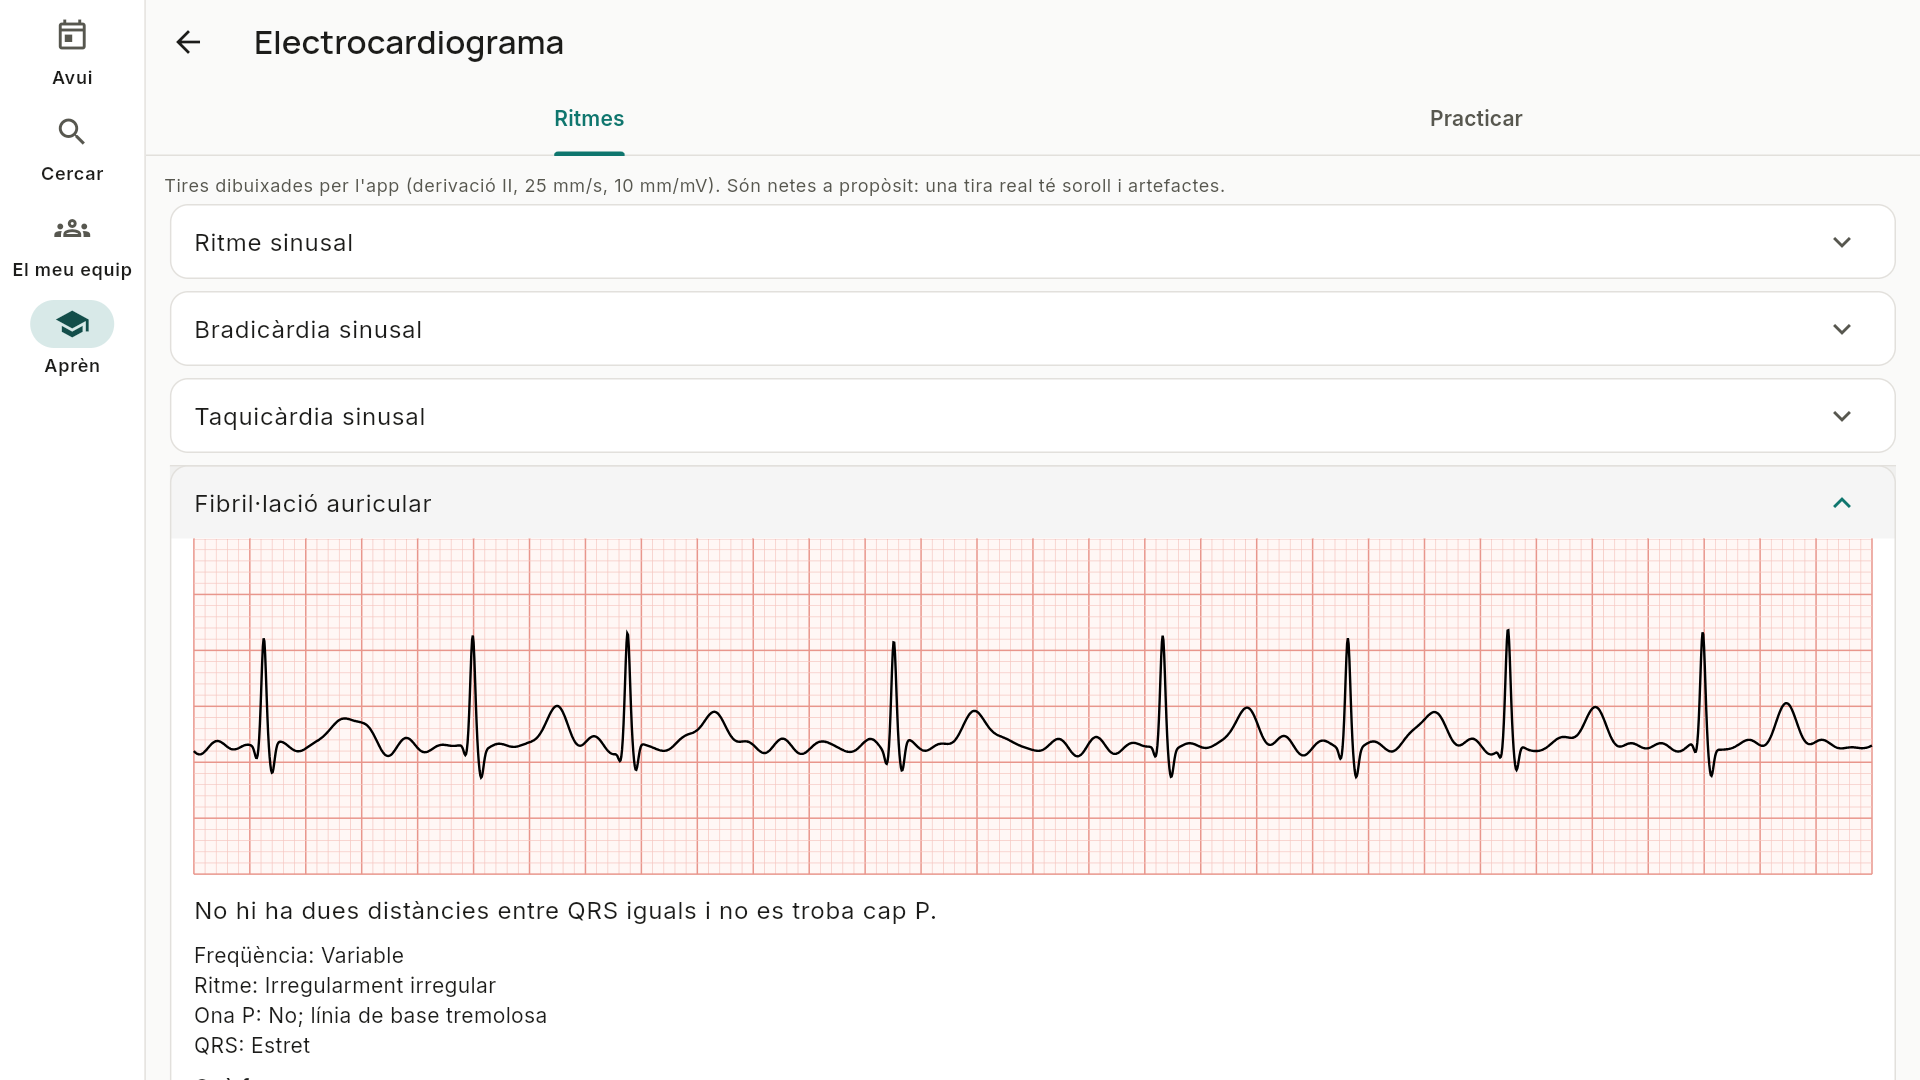 Electrocardiograma
Avui
Cercar
El meu equip
Aprèn
Ritmes
Practicar
Tires dibuixades per l'app (derivació II, 25 mm/s, 10 mm/mV). Són netes a propòsit: una tira real té soroll i artefactes.
Ritme sinusal
Bradicàrdia sinusal
Taquicàrdia sinusal
Fibril·lació auricular
No hi ha dues distàncies entre QRS iguals i no es troba cap P.
Freqüència: Variable
Ritme: Irregularment irregular
Ona P: No; línia de base tremolosa
QRS: Estret